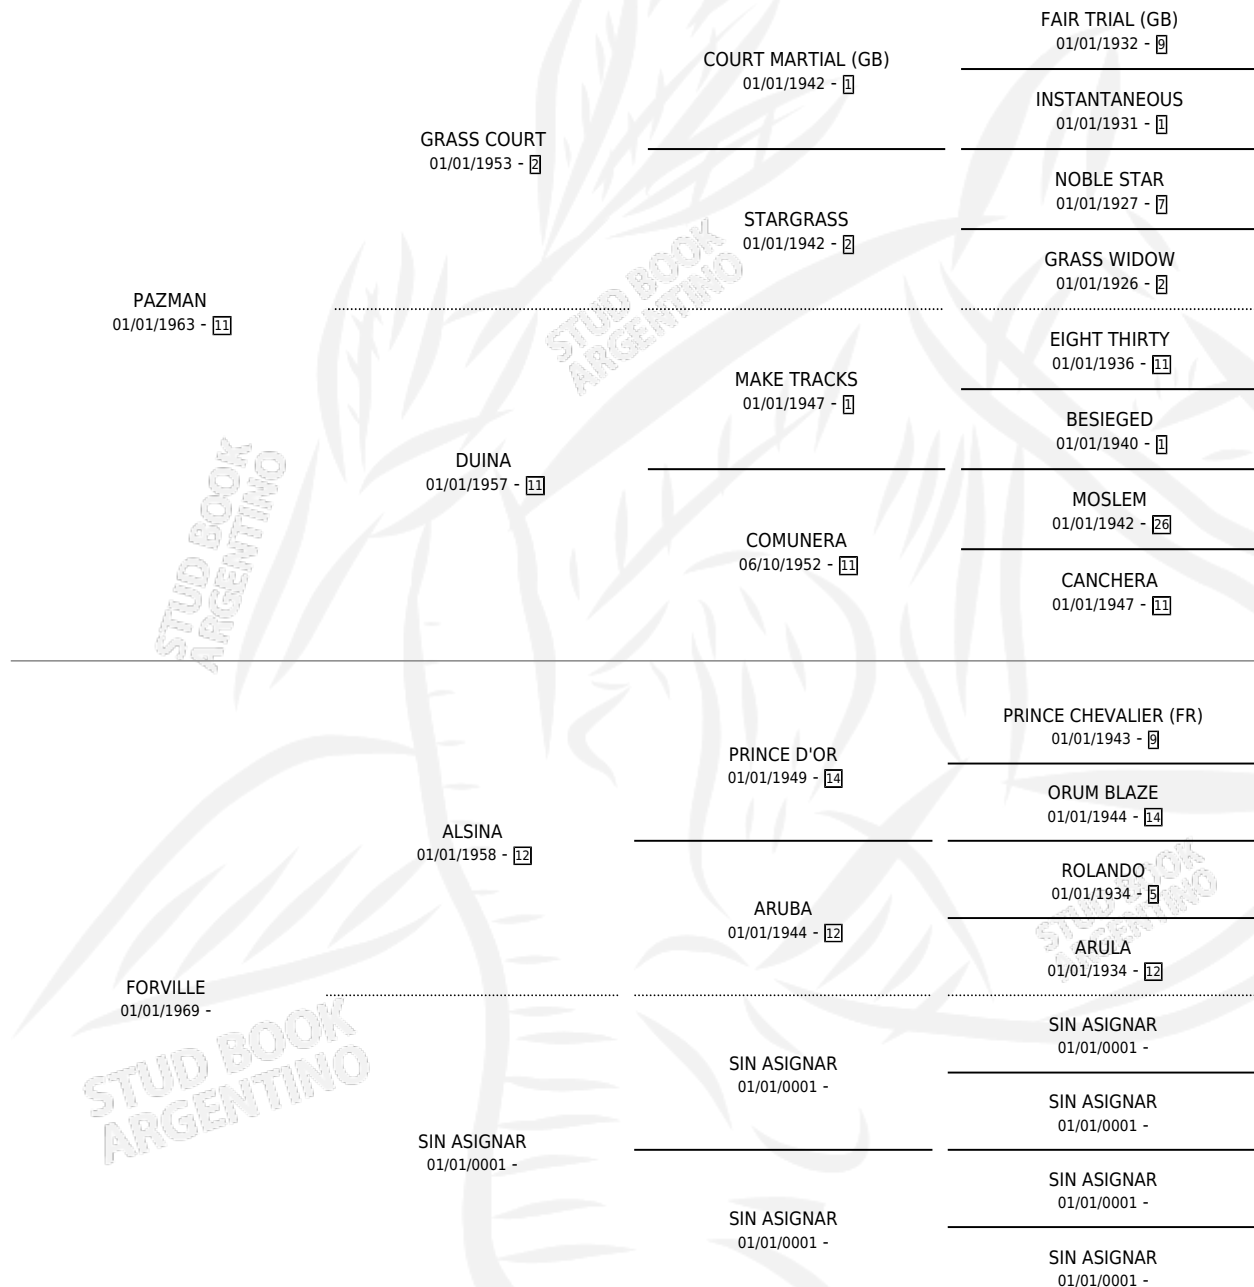 FAIR TRIAL (GB)
01/01/1932 - 9
COURT MARTIAL (GB)
01/01/1942 - 1
INSTANTANEOUS
01/01/1931 - 1
GRASS COURT
01/01/1953 - 2
NOBLE STAR
01/01/1927 - 7
STARGRASS
01/01/1942 - 2
GRASS WIDOW
01/01/1926 - 2
PAZMAN
01/01/1963 - 11
EIGHT THIRTY
01/01/1936 - 11
MAKE TRACKS
01/01/1947 - 1
BESIEGED
01/01/1940 - 1
DUINA
01/01/1957 - 11
MOSLEM
01/01/1942 - 26
COMUNERA
06/10/1952 - 11
CANCHERA
01/01/1947 - 11
PRINCE CHEVALIER (FR)
01/01/1943 - 9
PRINCE D'OR
01/01/1949 - 14
ORUM BLAZE
01/01/1944 - 14
ALSINA
01/01/1958 - 12
ROLANDO
01/01/1934 - 5
ARUBA
01/01/1944 - 12
ARULA
01/01/1934 - 12
FORVILLE
01/01/1969 -
SIN ASIGNAR
01/01/0001 -
SIN ASIGNAR
01/01/0001 -
SIN ASIGNAR
01/01/0001 -
SIN ASIGNAR
01/01/0001 -
SIN ASIGNAR
01/01/0001 -
SIN ASIGNAR
01/01/0001 -
SIN ASIGNAR
01/01/0001 -
STUD BOOK
ARGENTINO
STUD BOOK
ARGENTINO
STUD BOOK
ARGENTINO
STUD BOOK
ARGENTINO